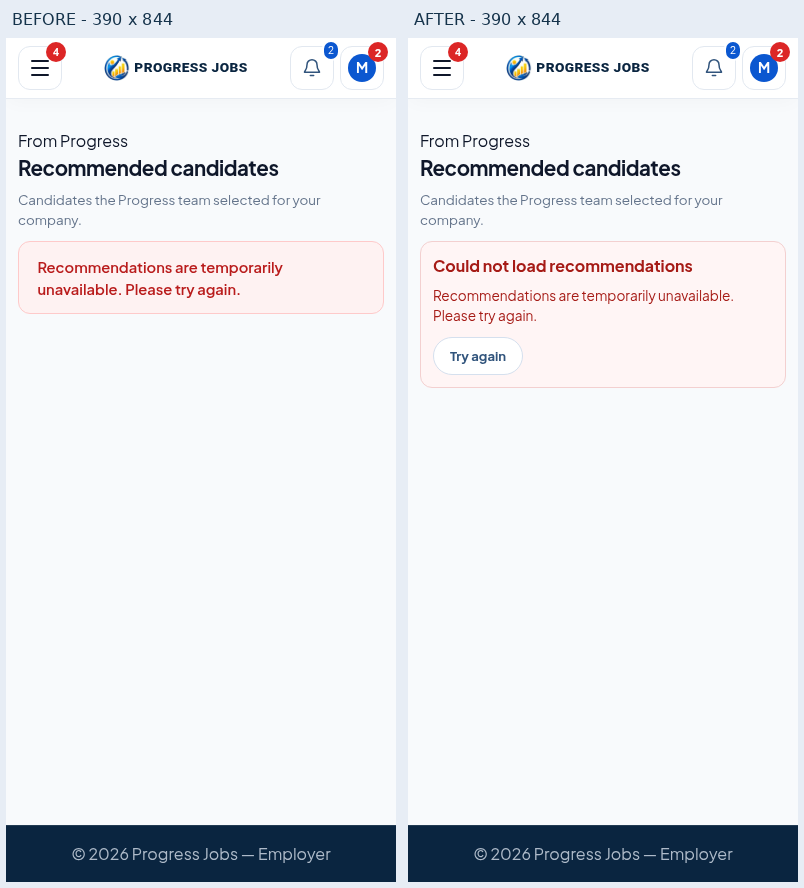 BEFORE - 390 x 844
4
PROGRESS JOBS
2
M
2
From Progress
Recommended candidates
Candidates the Progress team selected for your
company.
Recommendations are temporarily
unavailable. Please try again.
© 2026 Progress Jobs — Employer
AFTER - 390 x 844
4
PROGRESS JOBS
2
M
2
From Progress
Recommended candidates
Candidates the Progress team selected for your
company.
Could not load recommendations
Recommendations are temporarily unavailable.
Please try again.
Try again
© 2026 Progress Jobs — Employer